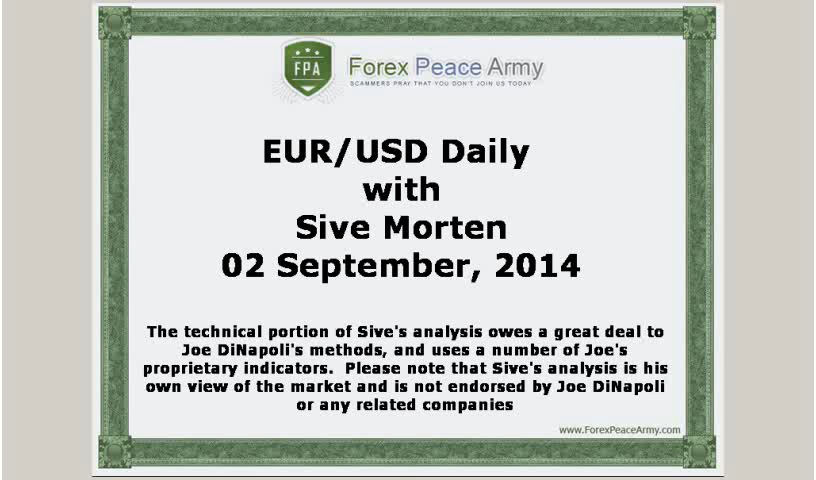 FPA
Forex Peace Army
SCAMMERS PRAY THAT YOU DON'T JOIN US TODAY
EUR/USD Daily
with
Sive Morten
02 September, 2014
The technical portion of Sive's analysis owes a great deal to
Joe DiNapoli's methods, and uses a number of Joe's
proprietary indicators.  Please note that Sive's analysis is his
own view of the market and is not endorsed by Joe DiNapoli
or any related companies
www.ForexPeaceArmy.com